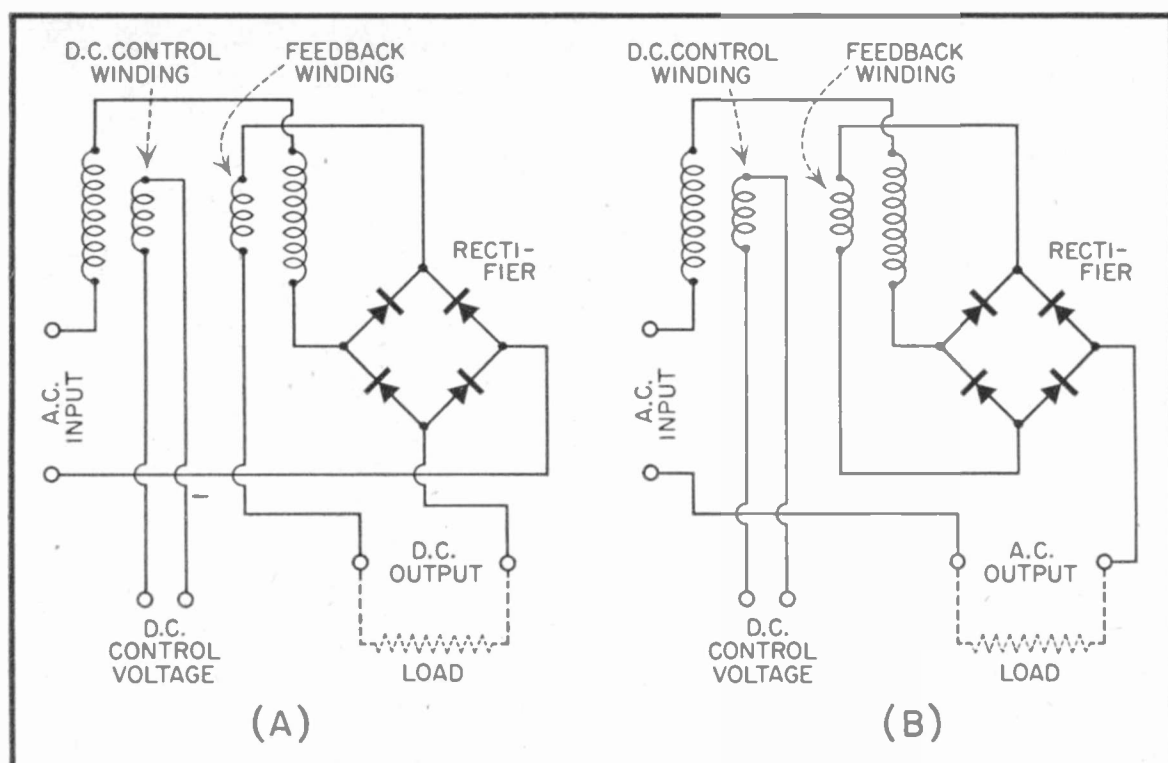 D.C. CONTROL
WINDING
FEEDBACK
WINDING
RECTI-
FIER
A.C.
INPUT
D.C.
OUTPUT
D.C.
CONTROL
VOLTAGE
LOAD
(A)
D.C. CONTROL
WINDING
FEEDBACK
WINDING
RECTI-
FIER
A.C.
INPUT
A.C.
OUTPUT
D.C.
CONTROL
VOLTAGE
LOAD
(B)